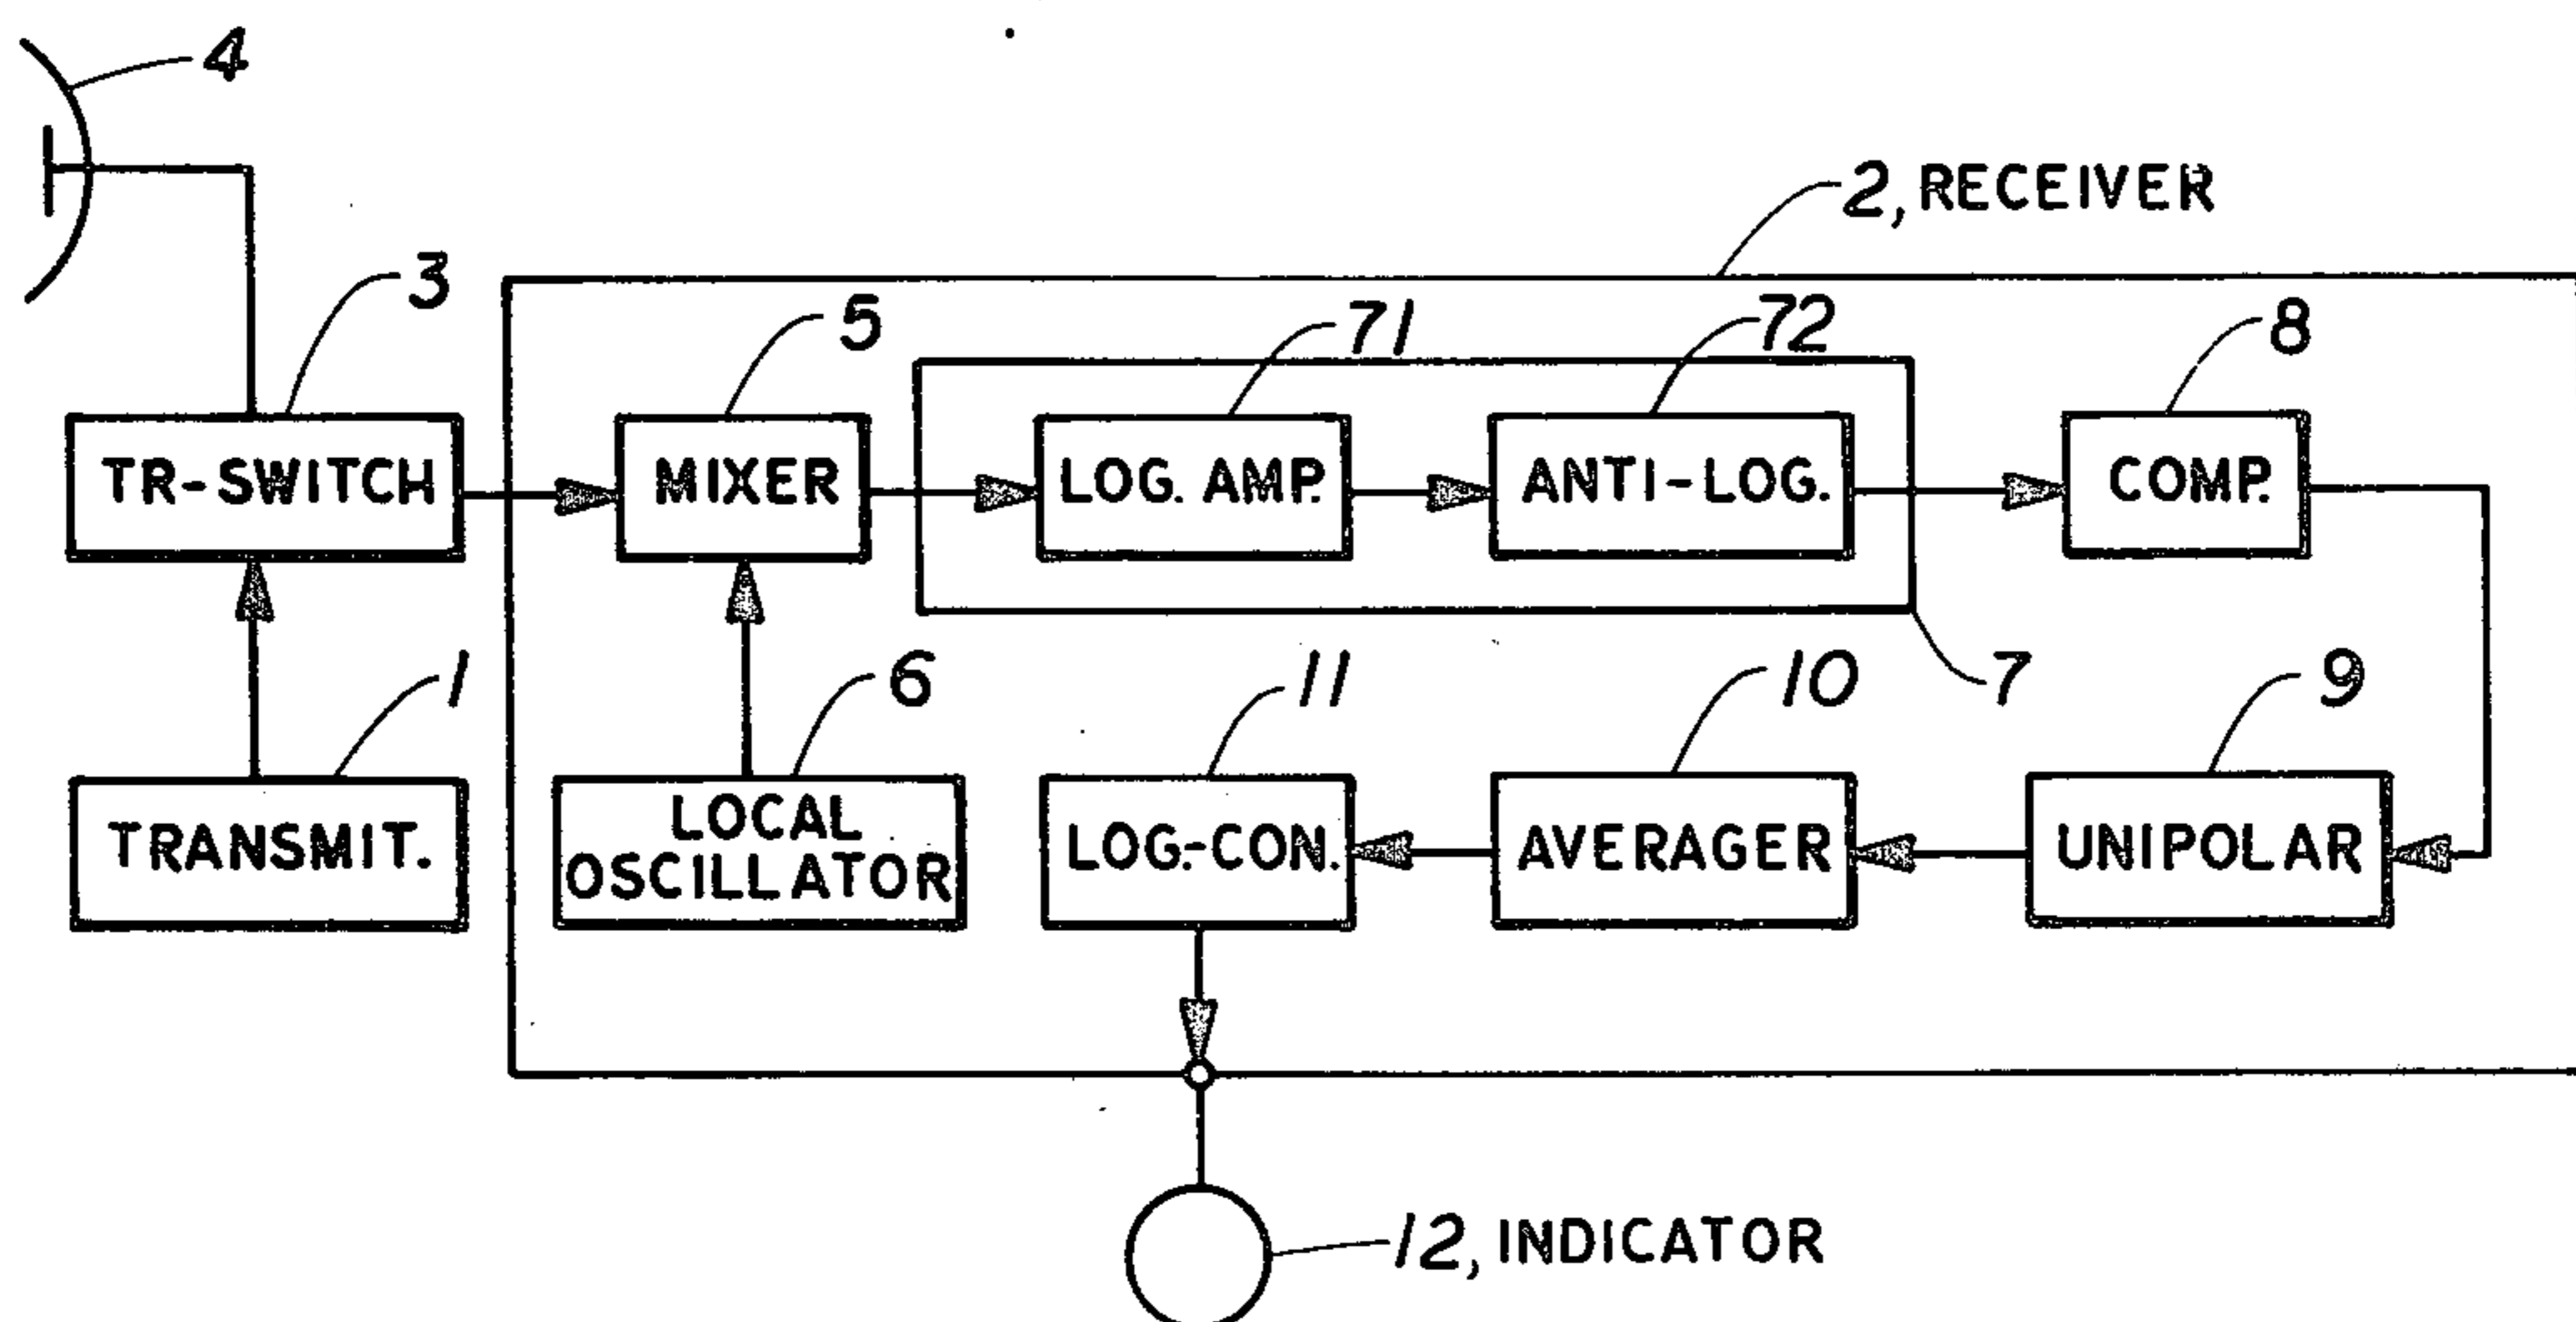 4
2, RECEIVER
3
5
71
72
8
TR-SWITCH
MIXER
LOG. AMP.
ANTI-LOG.
COMP.
1
6
11
10
7
9
TRANSMIT.
LOCAL
OSCILLATOR
LOG.-CON.
AVERAGER
UNIPOLAR
12, INDICATOR